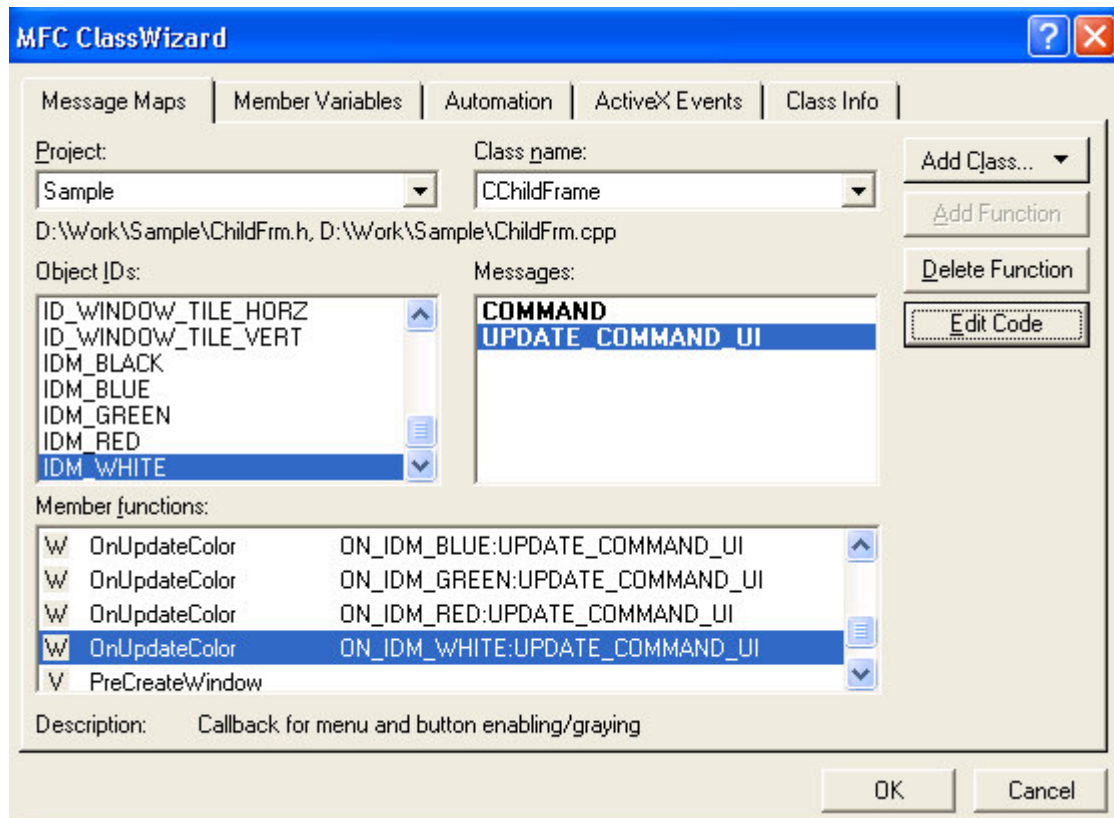 MFC ClassWizard
Message Maps
Member Variables
Automation
ActiveX Events
Class Info
Project:
Class name:
Add Class...
Sample
CChildFrame
Add Function
D:\Work\Sample\ChildFrm.h, D:\Work\Sample\ChildFrm.cpp
Object IDs:
Messages:
Delete Function
ID_WINDOW_TILE_HORZ
ID_WINDOW_TILE_VERT
IDM_BLACK
IDM_BLUE
IDM_GREEN
IDM_RED
IDM_WHITE
COMMAND
UPDATE_COMMAND_UI
Edit Code
Member functions:
W OnUpdateColor ON_IDM_BLUE:UPDATE_COMMAND_UI
W OnUpdateColor ON_IDM_GREEN:UPDATE_COMMAND_UI
W OnUpdateColor ON_IDM_RED:UPDATE_COMMAND_UI
W OnUpdateColor ON_IDM_WHITE:UPDATE_COMMAND_UI
V PreCreateWindow
Description: Callback for menu and button enabling/graying
OK
Cancel